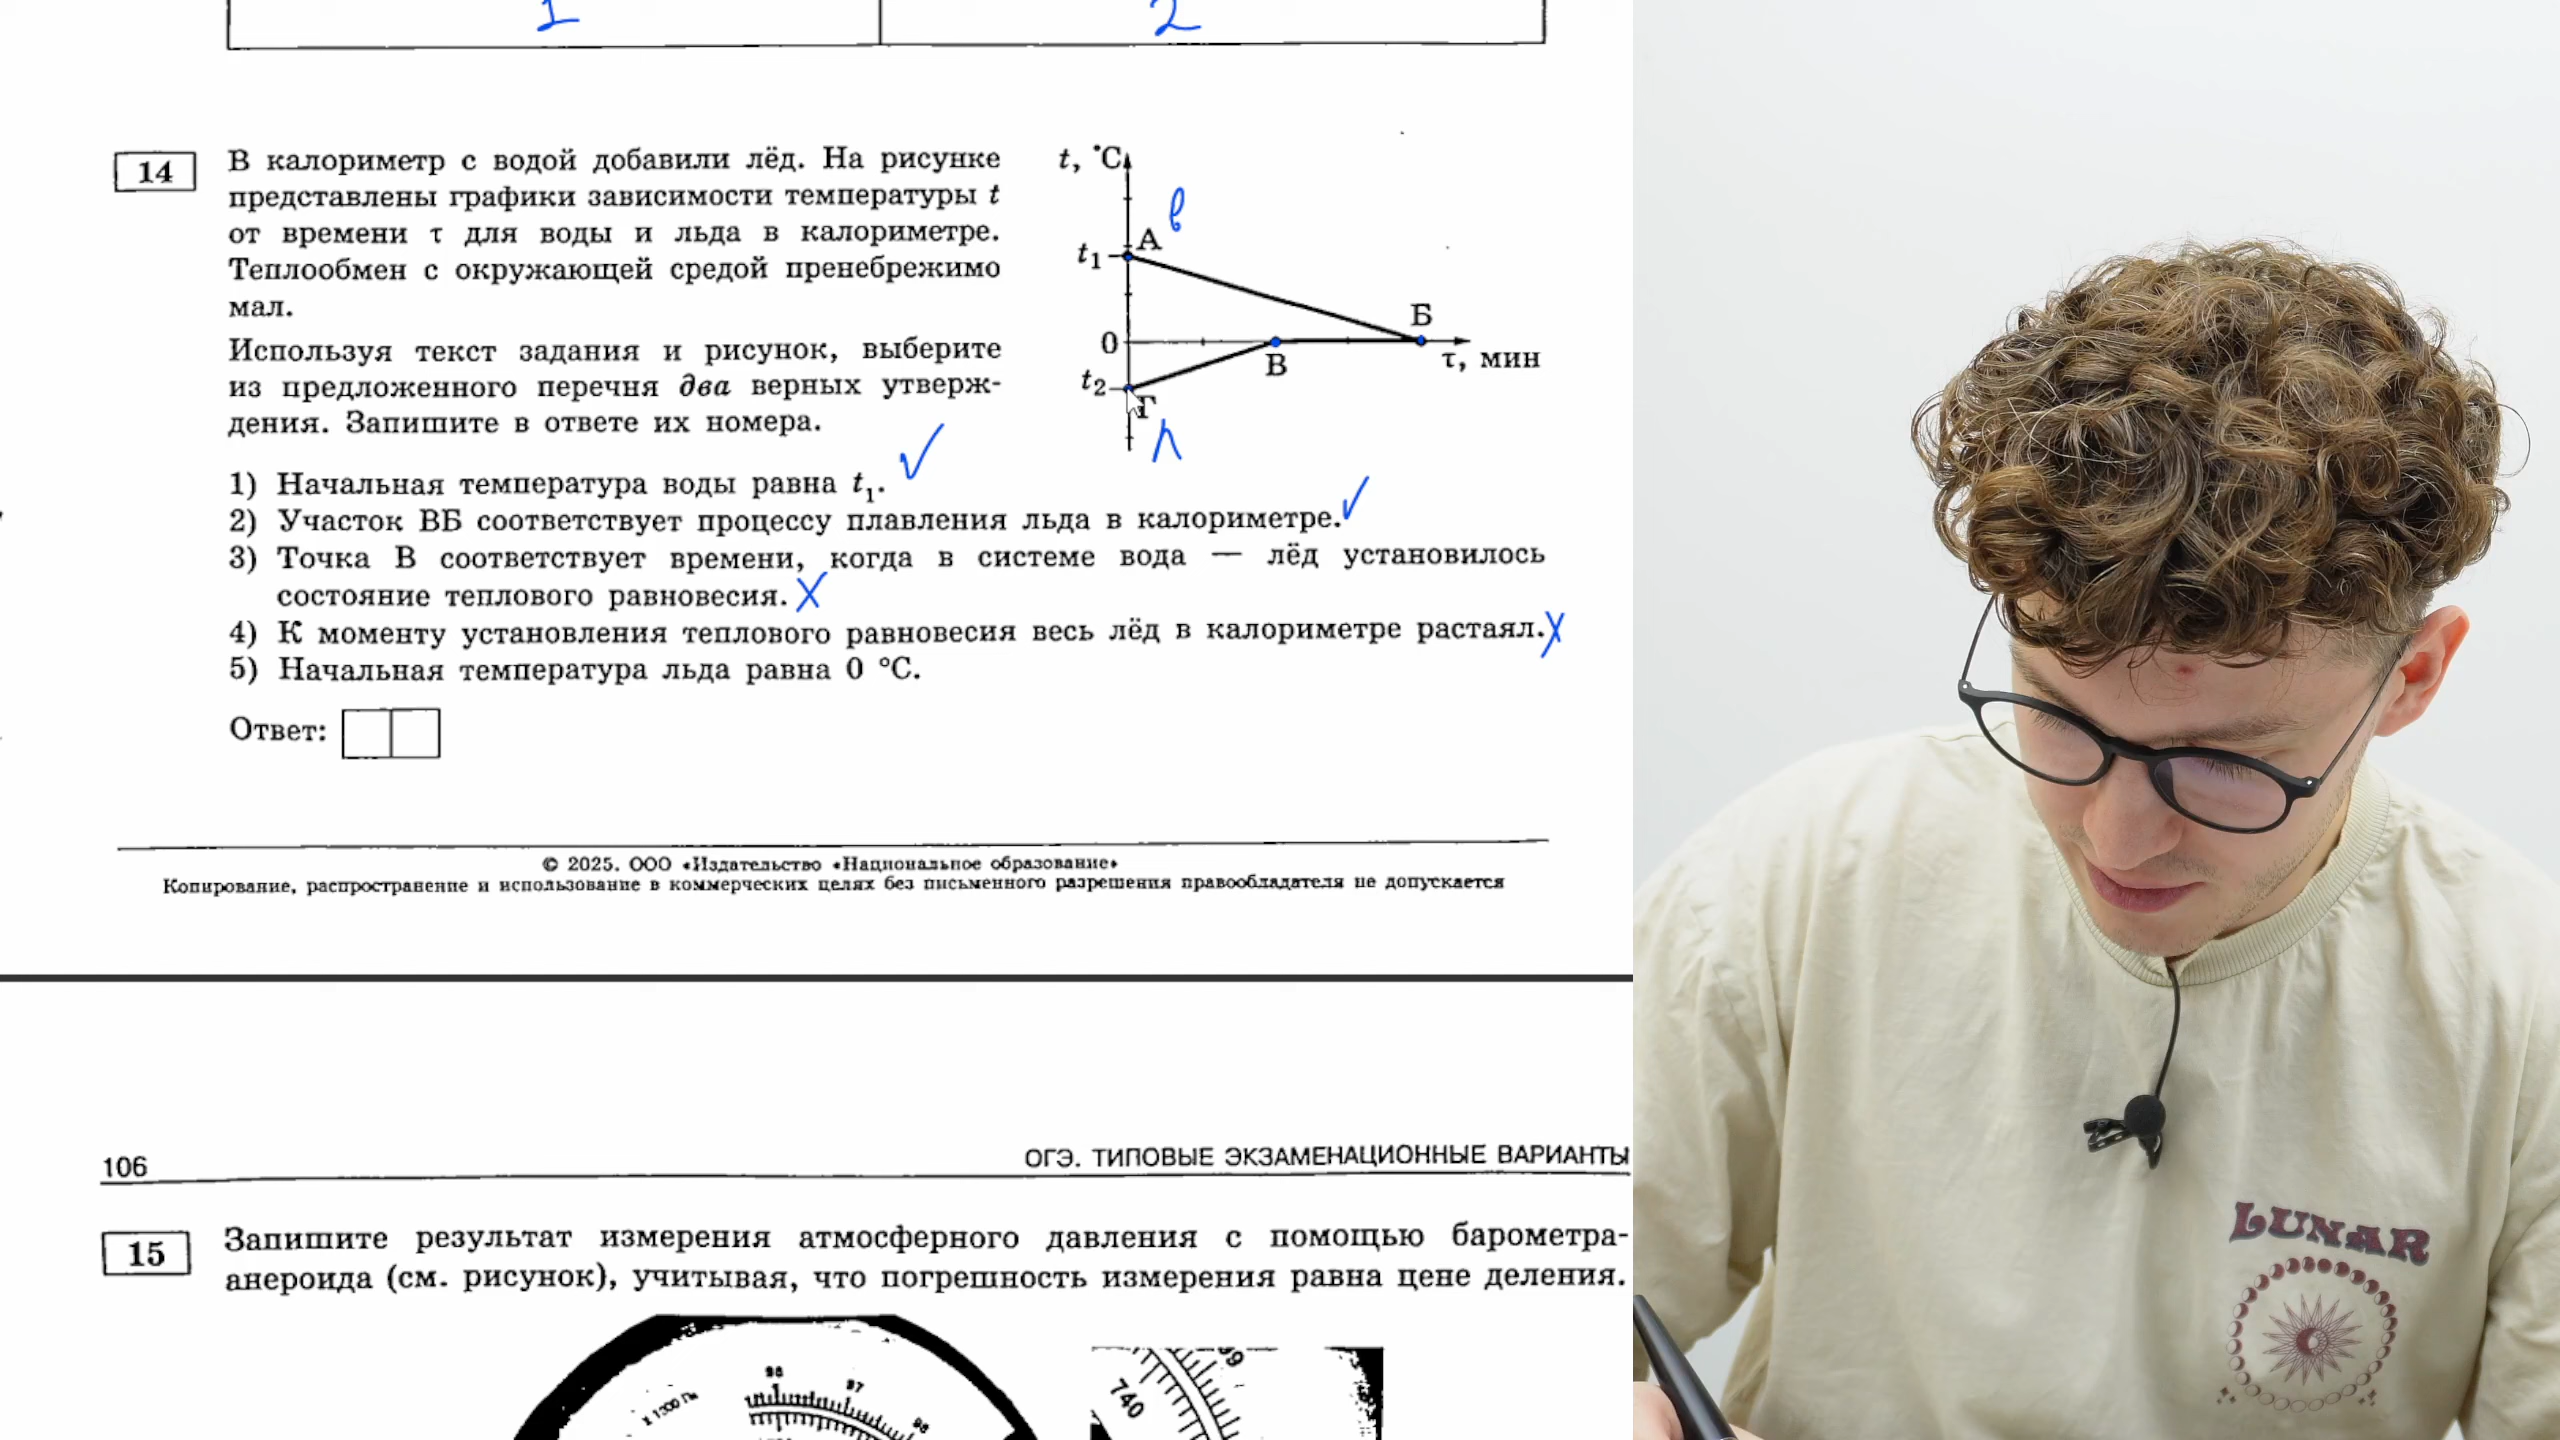 1 2
14
В калориметр с водой добавили лёд. На рисунке
представлены графики зависимости температуры t
от времени τ для воды и льда в калориметре.
Теплообмен с окружающей средой пренебрежимо
мал.
Используя текст задания и рисунок, выберите
из предложенного перечня два верных утверж-
дения. Запишите в ответе их номера.
t, °C
в
А
t₁
Б
0
В
τ, мин
t₂
Г
л
1) Начальная температура воды равна t₁. ✓
2) Участок ВБ соответствует процессу плавления льда в калориметре. ✓
3) Точка В соответствует времени, когда в системе вода — лёд установилось
состояние теплового равновесия. X
4) К моменту установления теплового равновесия весь лёд в калориметре растаял. X
5) Начальная температура льда равна 0 °C.
Ответ:
© 2025. ООО «Издательство «Национальное образование»
Копирование, распространение и использование в коммерческих целях без письменного разрешения правообладателя не допускается
106
ОГЭ. ТИПОВЫЕ ЭКЗАМЕНАЦИОННЫЕ ВАРИАНТЫ
15
Запишите результат измерения атмосферного давления с помощью барометра-
анероида (см. рисунок), учитывая, что погрешность измерения равна цене деления.
96
97
98
740
LUNAR